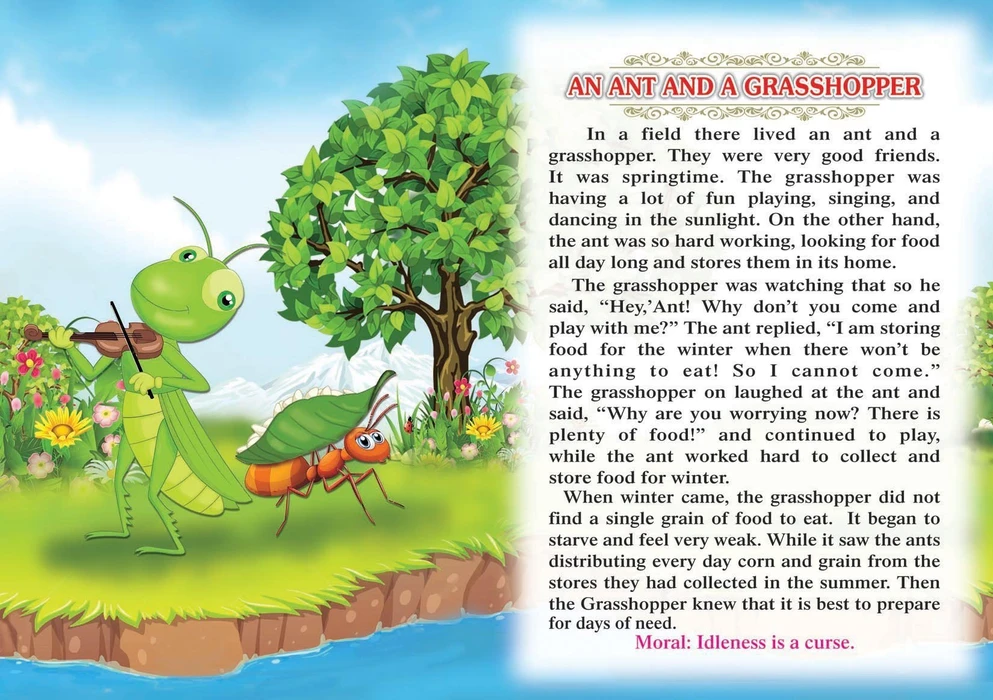 AN ANT AND A GRASSHOPPER
In a field there lived an ant and a
grasshopper. They were very good friends.
It was springtime. The grasshopper was
having a lot of fun playing, singing, and
dancing in the sunlight. On the other hand,
the ant was so hard working, looking for food
all day long and stores them in its home.
The grasshopper was watching that so he
said, “Hey,’Ant! Why don’t you come and
play with me?” The ant replied, “I am storing
food for the winter when there won’t be
anything to eat! So I cannot come.”
The grasshopper on laughed at the ant and
said, “Why are you worrying now? There is
plenty of food!” and continued to play,
while the ant worked hard to collect and
store food for winter.
When winter came, the grasshopper did not
find a single grain of food to eat. It began to
starve and feel very weak. While it saw the ants
distributing every day corn and grain from the
stores they had collected in the summer. Then
the Grasshopper knew that it is best to prepare
for days of need.
Moral: Idleness is a curse.